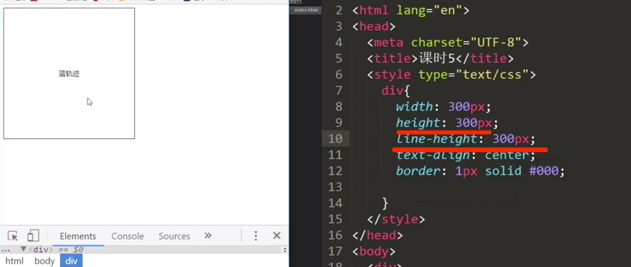 蓝轨迹
Elements Console Sources »
<div> == $0
html body div
index.html
2 <html lang="en">
3 <head>
4 <meta charset="UTF-8">
5 <title>课时5</title>
6 <style type="text/css">
7 div{
8 width: 300px;
9 height: 300px;
10 line-height: 300px;
11 text-align: center;
12 border: 1px solid #000;
13
14 }
15 </style>
16 </head>
17 <body>
18 <div>